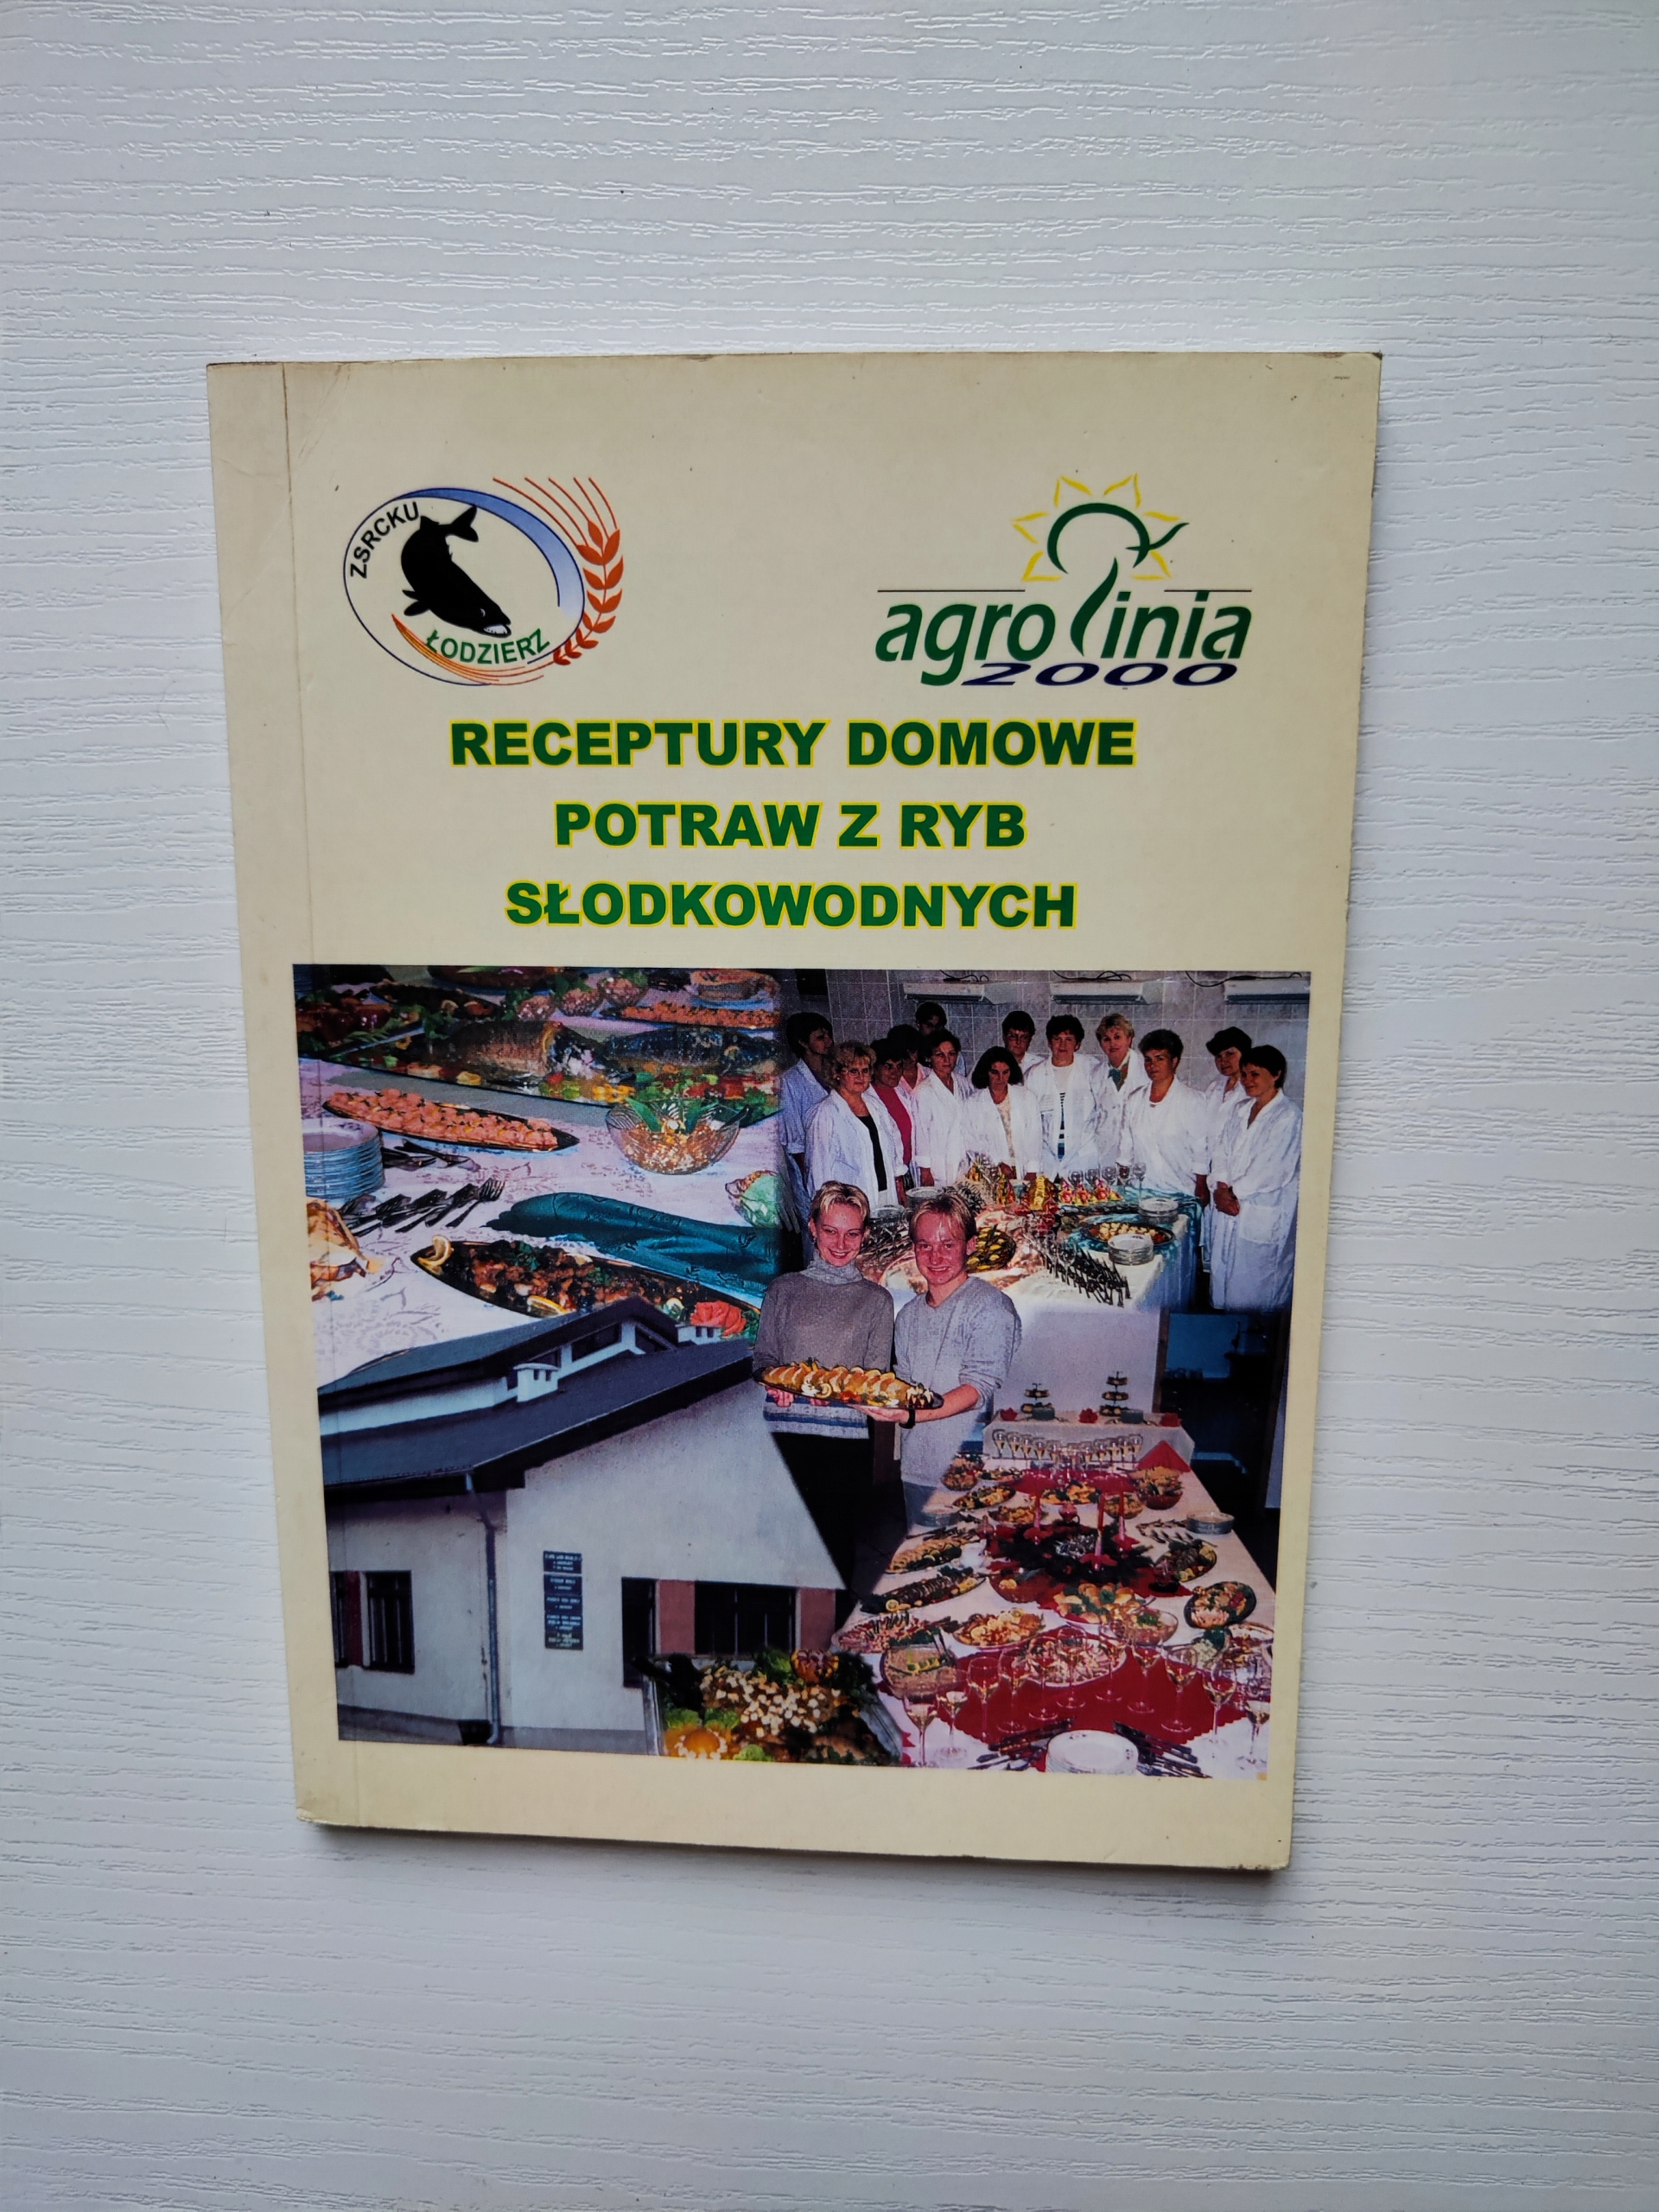 ZSRCKU
ŁODZIERZ
agrolinia
2000
RECEPTURY DOMOWE
POTRAW Z RYB
SŁODKOWODNYCH